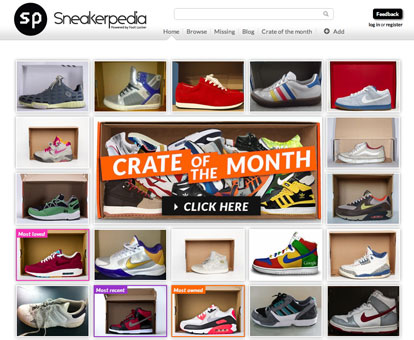 sp
Sneakerpedia
Powered by Foot Locker
Feedback
log in or register
Home Browse Missing Blog Crate of the month Add
CRATE OF THE MONTH
CLICK HERE
Most loved
Most recent
Most owned
Google